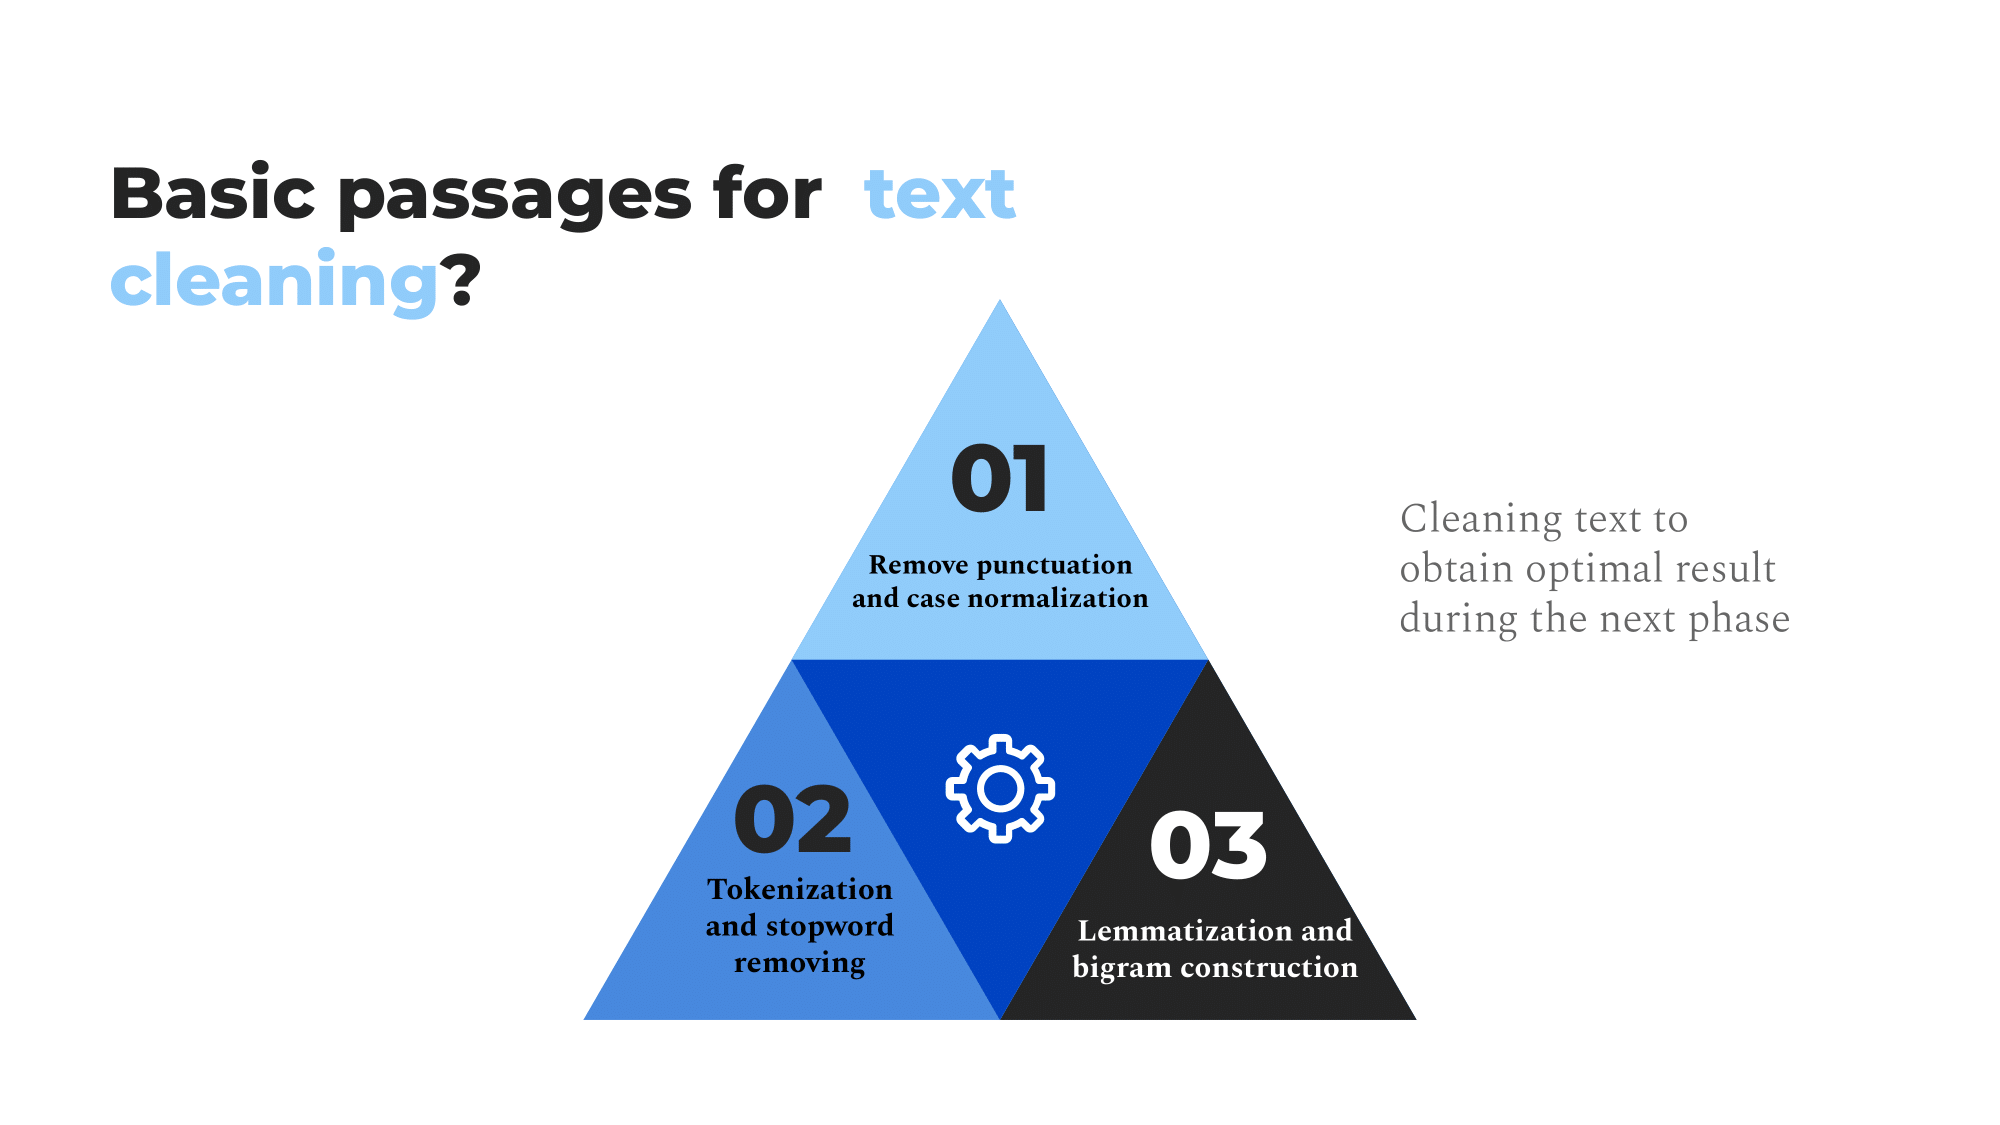 Basic passages for text
cleaning?
01
Remove punctuation
and case normalization
Cleaning text to
obtain optimal result
during the next phase
02
Tokenization
and stopword
removing
03
Lemmatization and
bigram construction